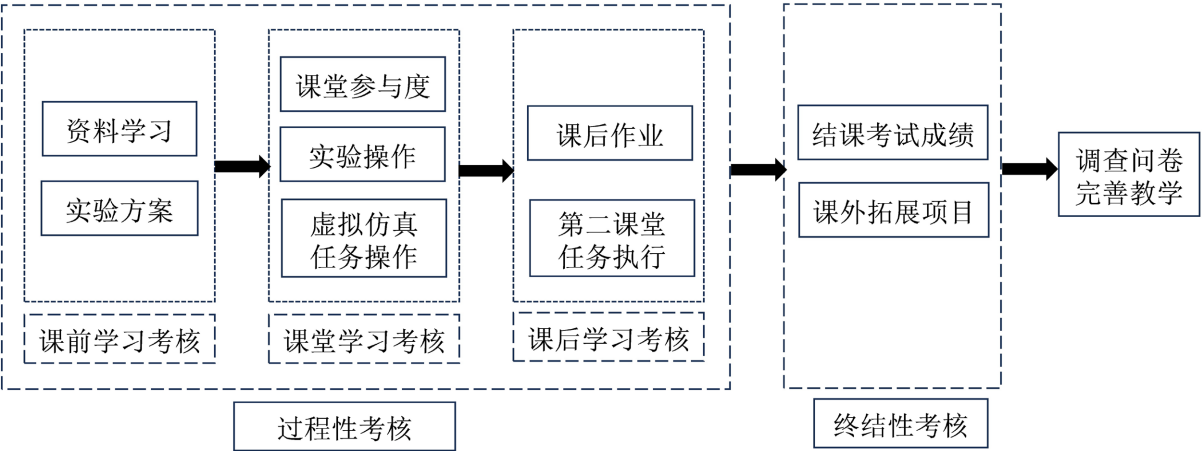 资料学习
实验方案
课前学习考核
课堂参与度
实验操作
虚拟仿真
任务操作
课堂学习考核
课后作业
第二课堂
任务执行
课后学习考核
过程性考核
结课考试成绩
课外拓展项目
终结性考核
调查问卷
完善教学